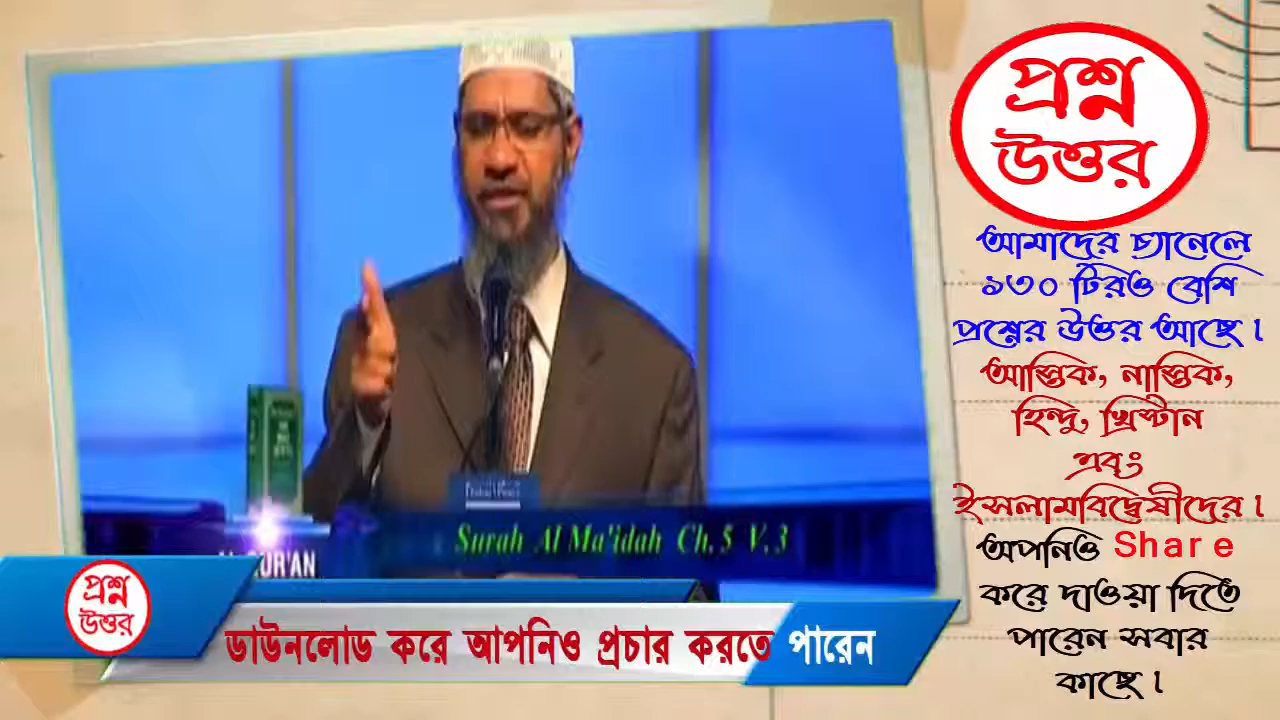 প্রশ্ন
উত্তর
আমাদের চ্যানেলে
১৩০ টিরও বেশি
প্রশ্নের উত্তর আছে।
আস্তিক, নাস্তিক,
হিন্দু, খ্রিস্টান
এবং
ইসলামবিদ্বেষীদের।
আপনিও Share
করে দাওয়া দিতে
পারেন সবার
কাছে।
Surah Al Ma'idah Ch.5 V.3
প্রশ্ন
উত্তর
ডাউনলোড করে আপনিও প্রচার করতে পারেন